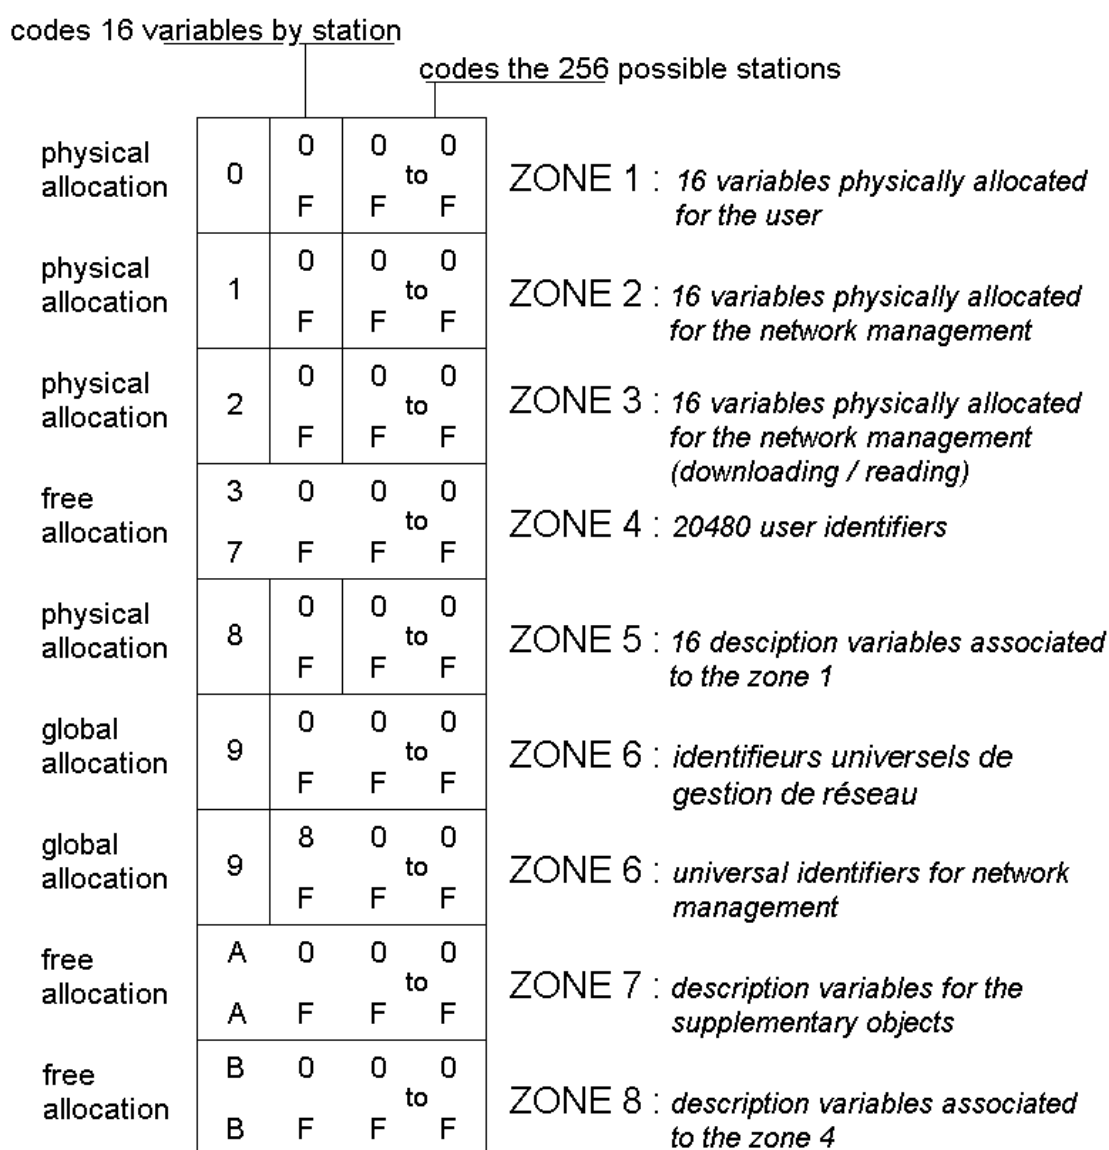 codes 16 variables by station
codes the 256 possible stations
physical
allocation
0
0
0
0
to
F
F
F
ZONE 1 : 16 variables physically allocated
for the user
physical
allocation
1
0
0
0
to
F
F
F
ZONE 2 : 16 variables physically allocated
for the network management
physical
allocation
2
0
0
0
to
F
F
F
ZONE 3 : 16 variables physically allocated
for the network management
(downloading / reading)
free
allocation
3
0
0
0
to
7
F
F
F
ZONE 4 : 20480 user identifiers
physical
allocation
8
0
0
0
to
F
F
F
ZONE 5 : 16 desciption variables associated
to the zone 1
global
allocation
9
0
0
0
to
F
F
F
ZONE 6 : identifieurs universels de
gestion de réseau
global
allocation
9
8
0
0
to
F
F
F
ZONE 6 : universal identifiers for network
management
free
allocation
A
0
0
0
to
A
F
F
F
ZONE 7 : description variables for the
supplementary objects
free
allocation
B
0
0
0
to
B
F
F
F
ZONE 8 : description variables associated
to the zone 4